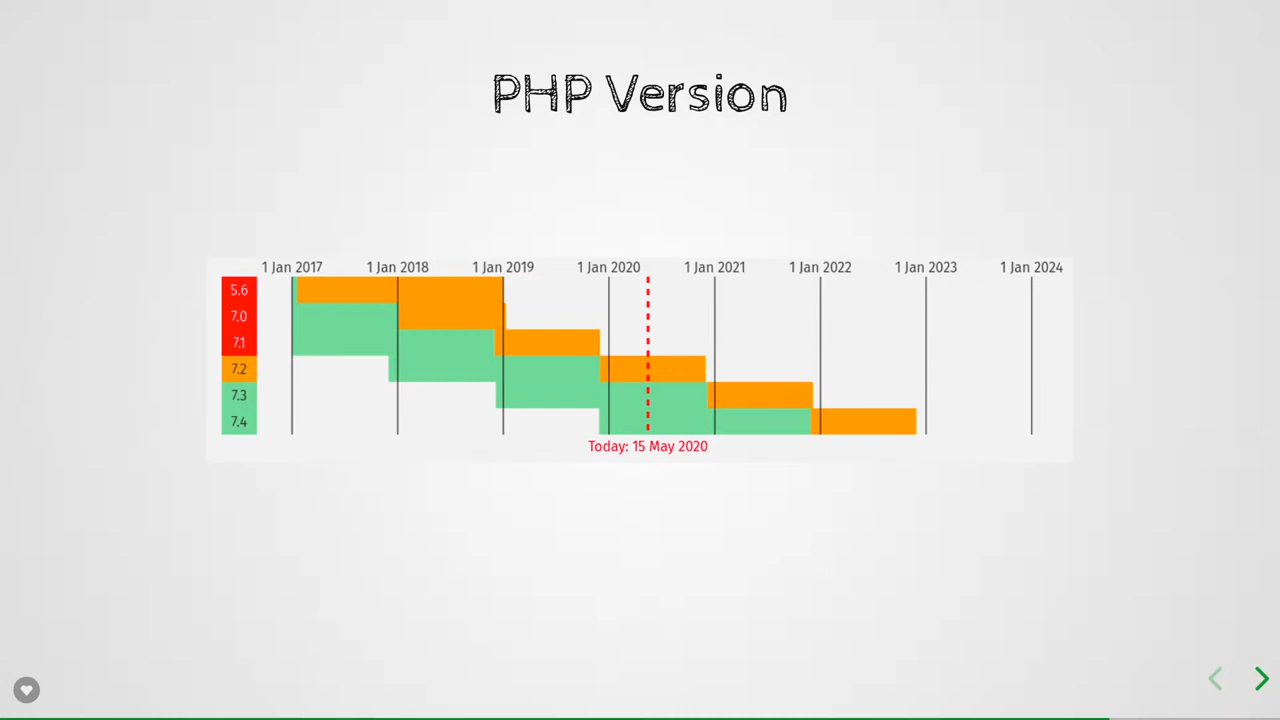 PHP Version
1 Jan 2017 1 Jan 2018 1 Jan 2019 1 Jan 2020 1 Jan 2021 1 Jan 2022 1 Jan 2023 1 Jan 2024
5.6
7.0
7.1
7.2
7.3
7.4
Today: 15 May 2020